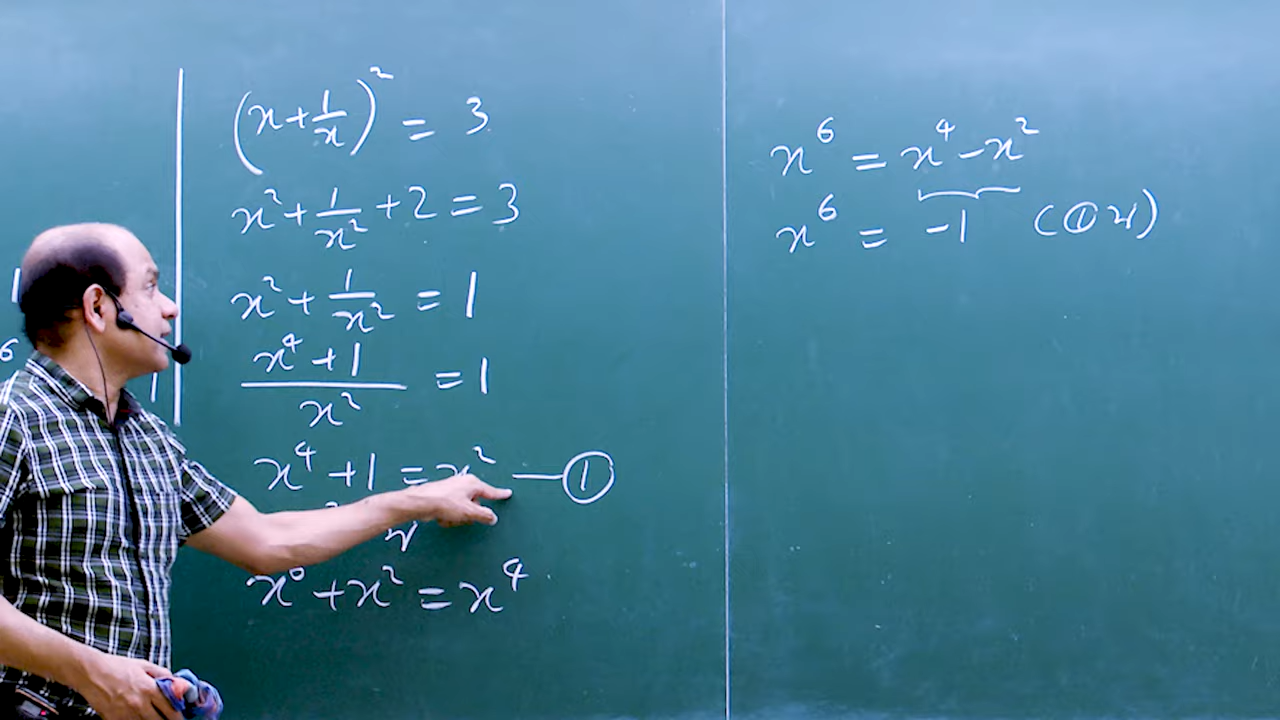 (x + 1/x)² = 3
x² + 1/x² + 2 = 3
x² + 1/x² = 1
(x⁴ + 1)/x² = 1
x⁴ + 1 = x² — ①
x⁶ + x² = x⁴
x⁶ = x⁴ - x²
x⁶ = -1 (① से)